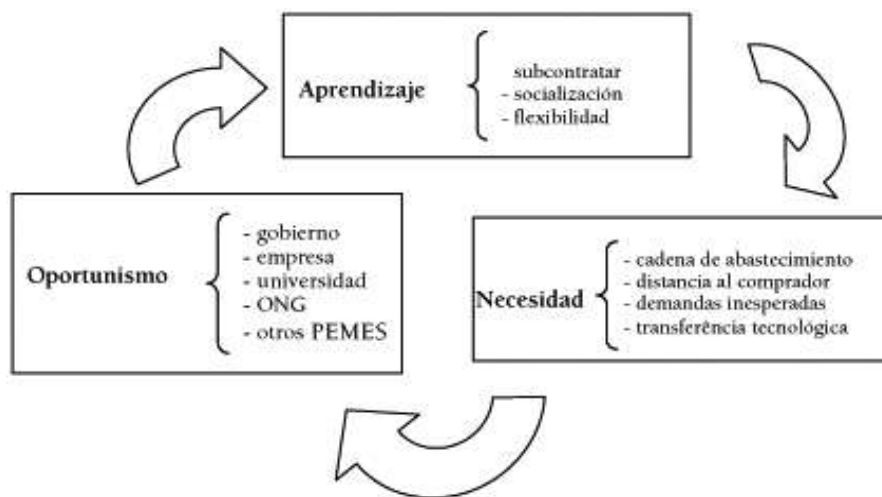 Aprendizaje
subcontratar
- socialización
- flexibilidad
Oportunismo
- gobierno
- empresa
- universidad
- ONG
- otros PEMES
Necesidad
- cadena de abastecimiento
- distancia al comprador
- demandas inesperadas
- transferência tecnológica